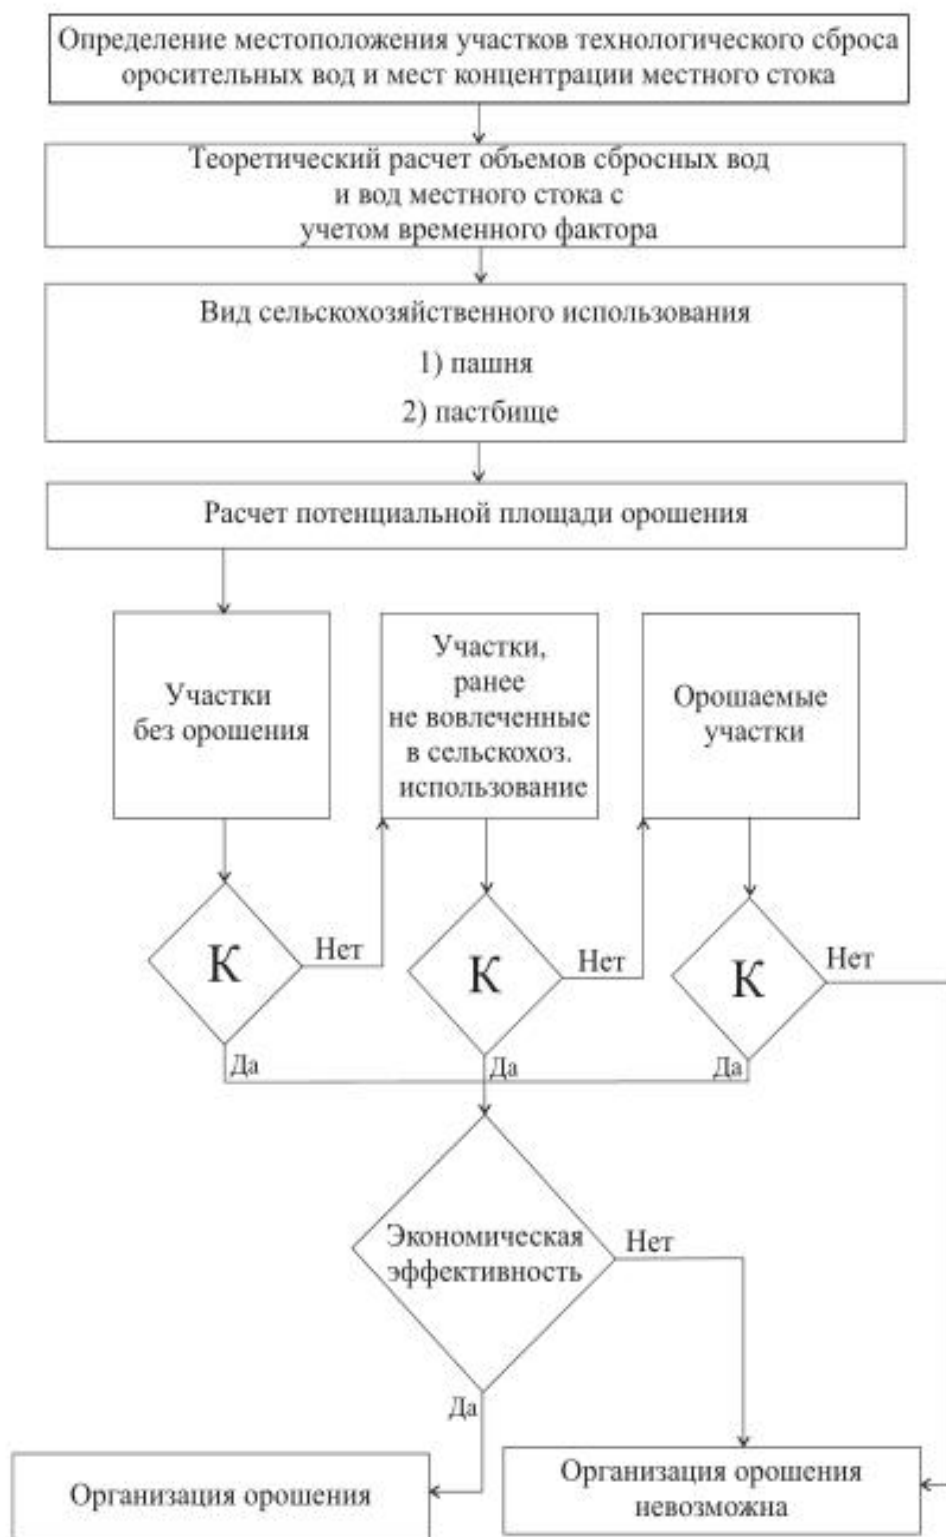 Определение местоположения участков технологического сброса
оросительных вод и мест концентрации местного стока
Теоретический расчет объемов сбросных вод
и вод местного стока с
учетом временного фактора
Вид сельскохозяйственного использования
1) пашня
2) пастбище
Расчет потенциальной площади орошения
Участки
без орошения
Участки,
ранее
не вовлеченные
в сельскохоз.
использование
Орошаемые
участки
К
Нет
К
Нет
К
Нет
Да
Да
Да
Экономическая
эффективность
Нет
Да
Организация орошения
Организация орошения
невозможна